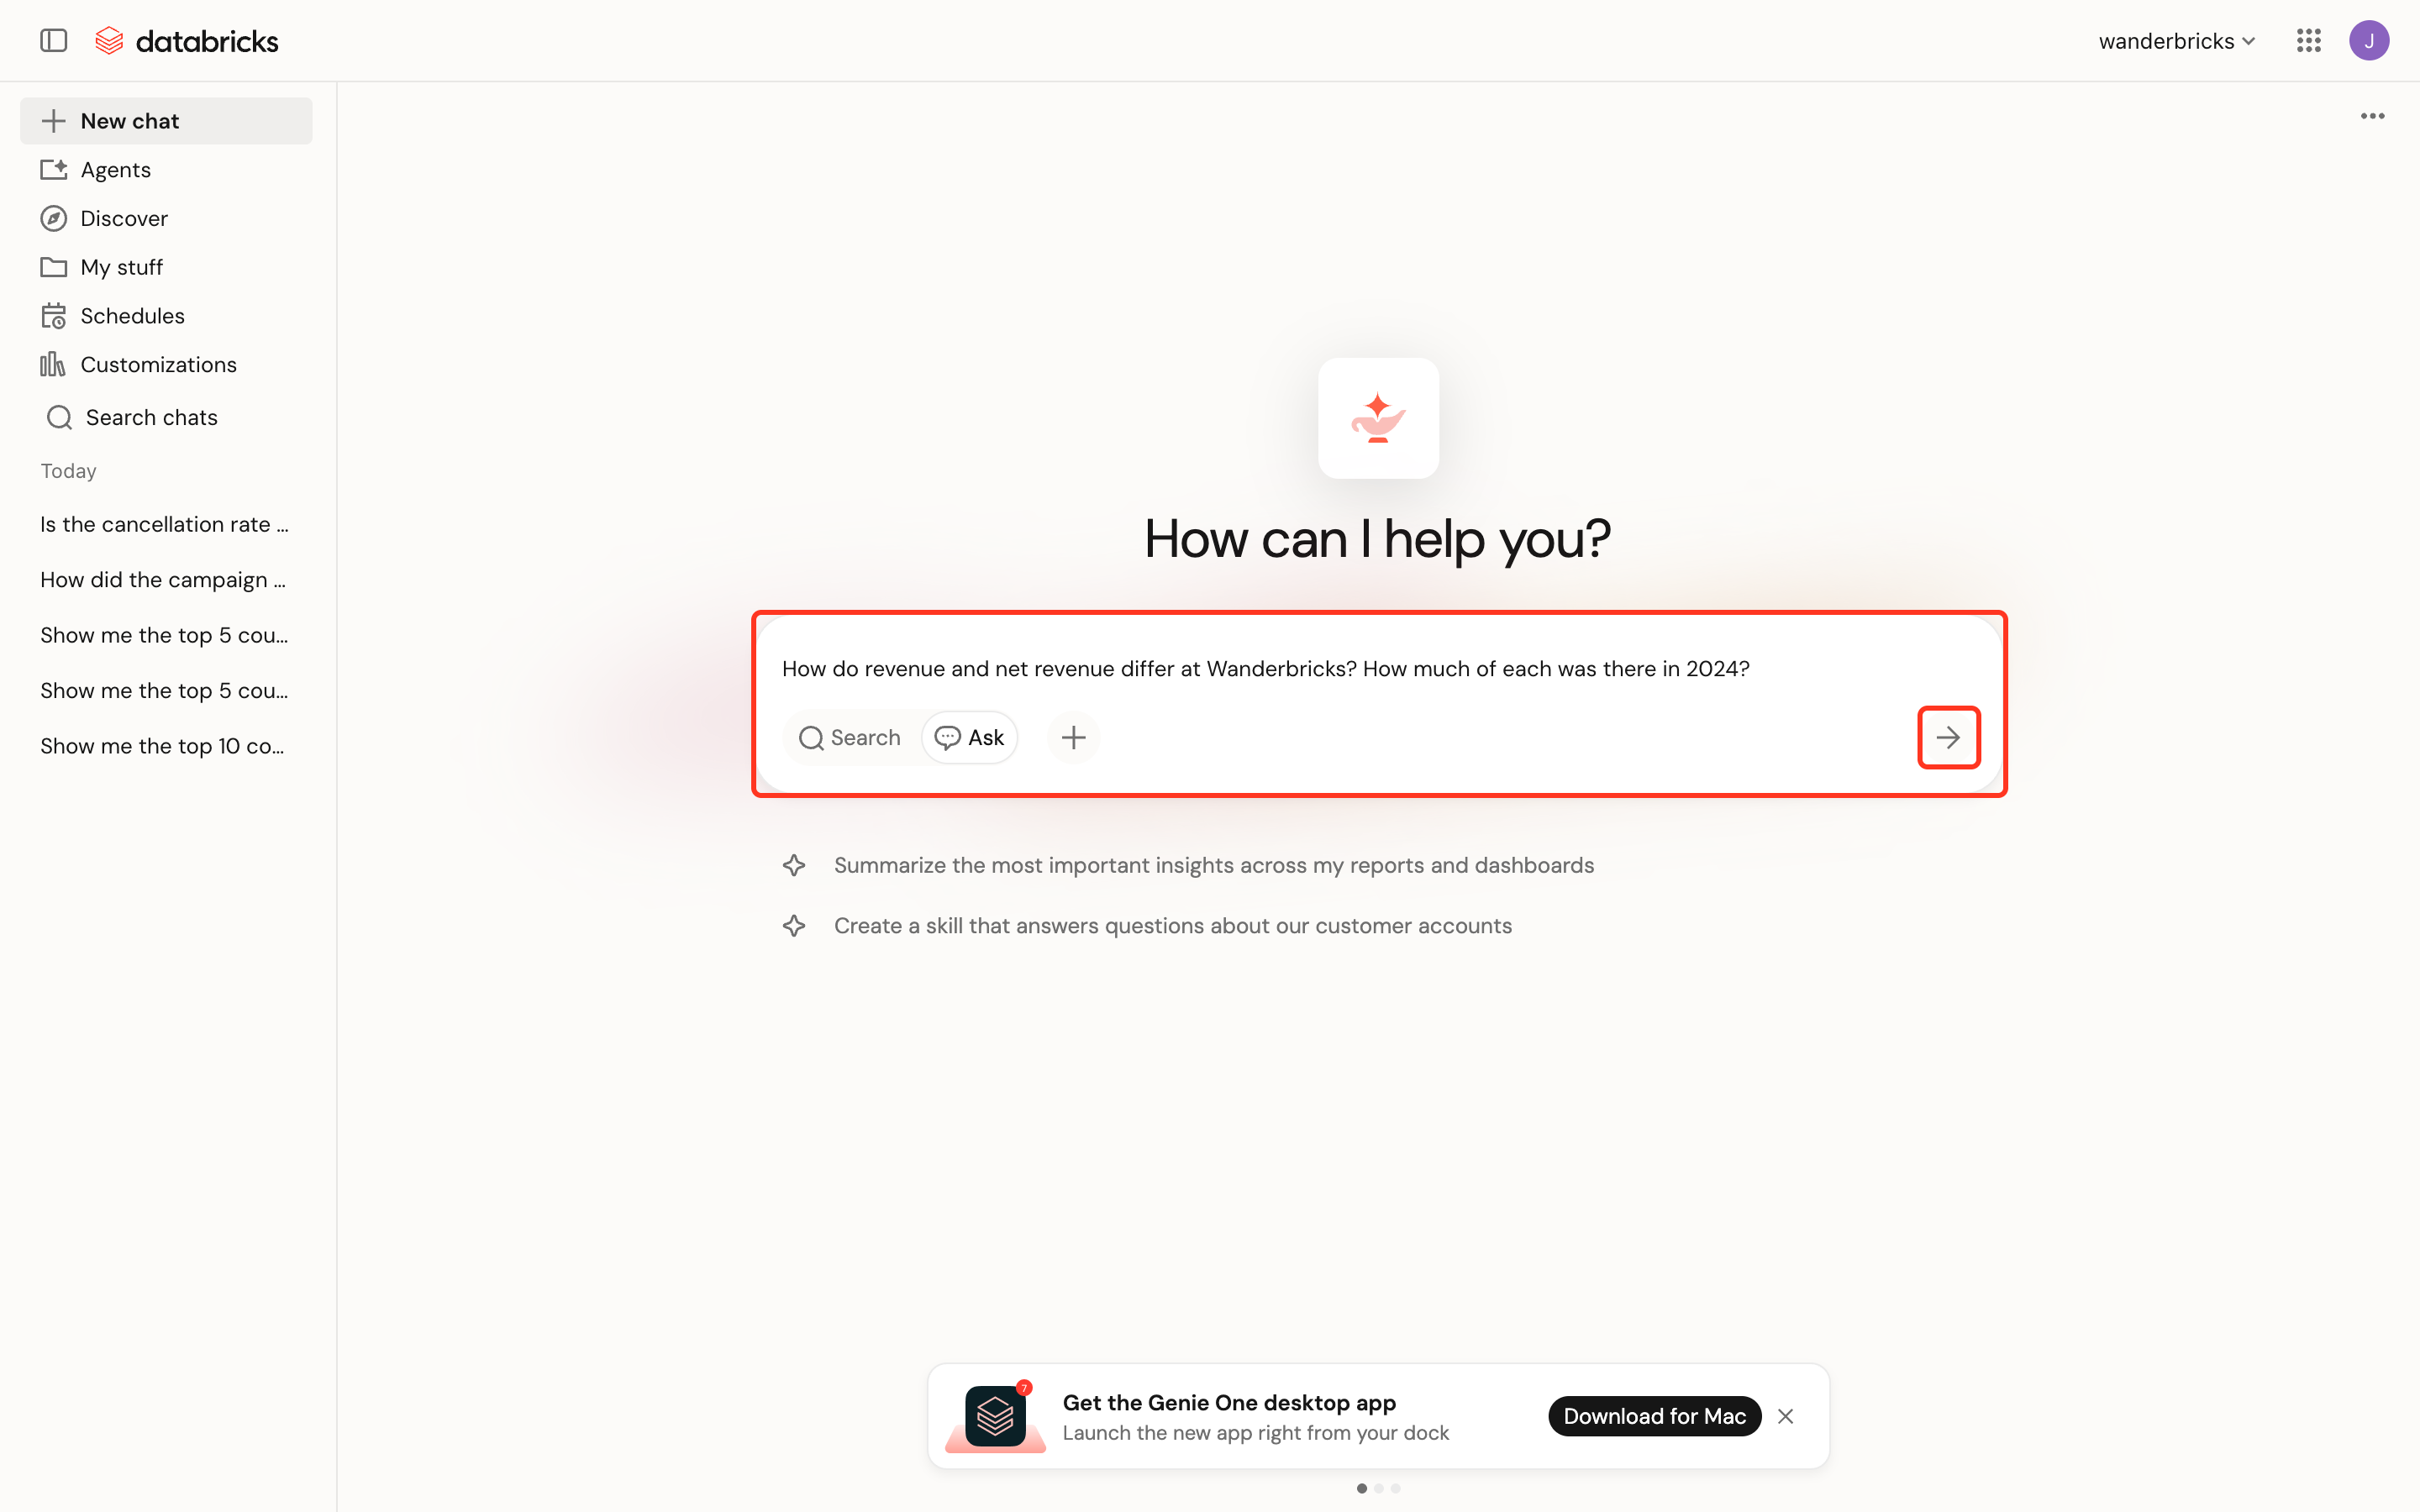 databricks
wanderbricks
J
New chat
Agents
Discover
My stuff
Schedules
Customizations
Search chats
Today
Is the cancellation rate ...
How did the campaign ...
Show me the top 5 cou...
Show me the top 5 cou...
Show me the top 10 co...
How can I help you?
How do revenue and net revenue differ at Wanderbricks? How much of each was there in 2024?
Search
Ask
Summarize the most important insights across my reports and dashboards
Create a skill that answers questions about our customer accounts
7
Get the Genie One desktop app
Launch the new app right from your dock
Download for Mac